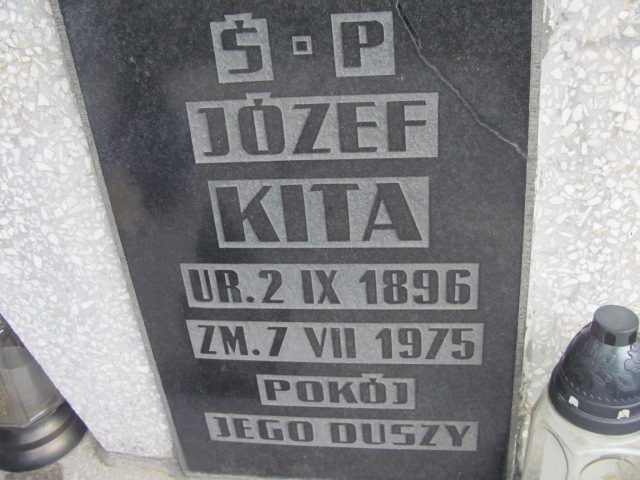 Ś▫P
JÓZEF
KITA
UR. 2 IX 1896
ZM. 7 VII 1975
POKÓJ
JEGO DUSZY